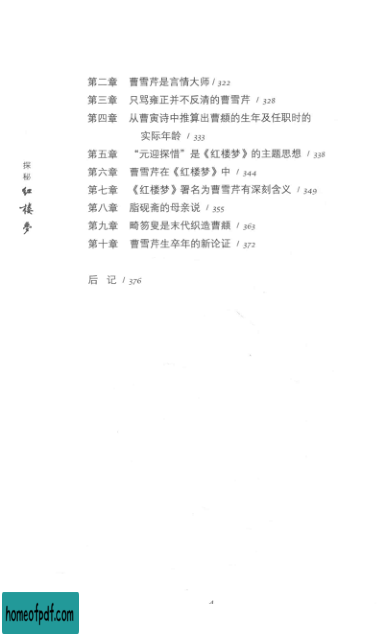 第二章 曹雪芹是言情大师 / 322
第三章 只骂雍正并不反清的曹雪芹 / 328
第四章 从曹寅诗中推算出曹頫的生年及任职时的
实际年龄 / 333
第五章 “元迎探惜”是《红楼梦》的主题思想 / 338
第六章 曹雪芹在《红楼梦》中 / 344
第七章 《红楼梦》署名为曹雪芹有深刻含义 / 349
第八章 脂砚斋的母亲说 / 355
第九章 畸笏叟是末代织造曹頫 / 363
第十章 曹雪芹生卒年的新论证 / 372
后 记 / 376
探秘
红楼梦
4
homeofpdf.com